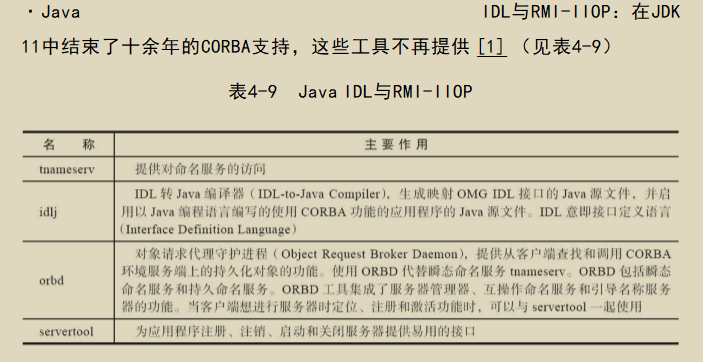 ·Java IDL与RMI-IIOP：在JDK
11中结束了十余年的CORBA支持，这些工具不再提供 [1] （见表4-9）
表4-9 Java IDL与RMI-IIOP
名 称 主 要 作 用
tnameserv 提供对命名服务的访问
IDL 转 Java 编译器（IDL-to-Java Compiler），生成映射 OMG IDL 接口的 Java 源文件，并启
idlj 用以 Java 编程语言编写的使用 CORBA 功能的应用程序的 Java 源文件。IDL 意即接口定义语言
(Interface Definition Language)
对象请求代理守护进程（Object Request Broker Daemon），提供从客户端查找和调用 CORBA
环境服务端上的持久化对象的功能。使用 ORBD 代替瞬态命名服务 tnameserv。ORBD 包括瞬态
orbd 命名服务和持久命名服务。ORBD 工具集成了服务器管理器、互操作命名服务和引导名称服务
器的功能。当客户端想进行服务器时定位、注册和激活功能时，可以与 servertool 一起使用
servertool 为应用程序注册、注销、启动和关闭服务器提供易用的接口